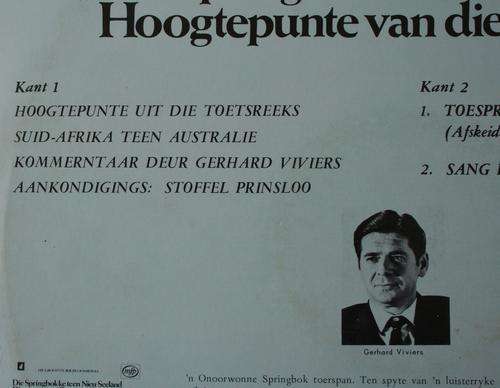 Hoogtepunte van die
Kant 1
HOOGTEPUNTE UIT DIE TOETSREEKS
SUID-AFRIKA TEEN AUSTRALIE
KOMMERNTAAR DEUR GERHARD VIVIERS
AANKONDIGINGS: STOFFEL PRINSLOO
Kant 2
1. TOESPR
(Afskeid
2. SANG
Gerhard Viviers
mfp
Die Springbokke teen Nieu Seeland
'n Onoorwonne Springbok toerspan. Ten spyte van 'n luisterryke